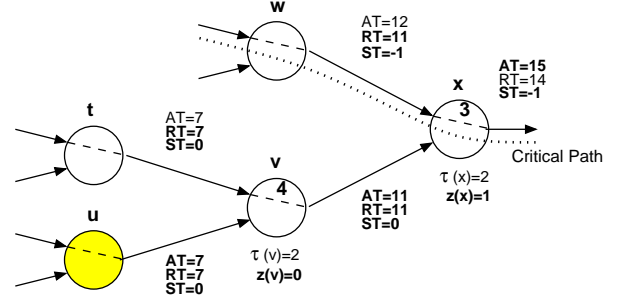 w
AT=12
RT=11
ST=-1
AT=15
RT=14
ST=-1
x
3
Critical Path
τ (x)=2
z(x)=1
t
AT=7
RT=7
ST=0
v
4
AT=11
RT=11
ST=0
τ (v)=2
z(v)=0
u
AT=7
RT=7
ST=0